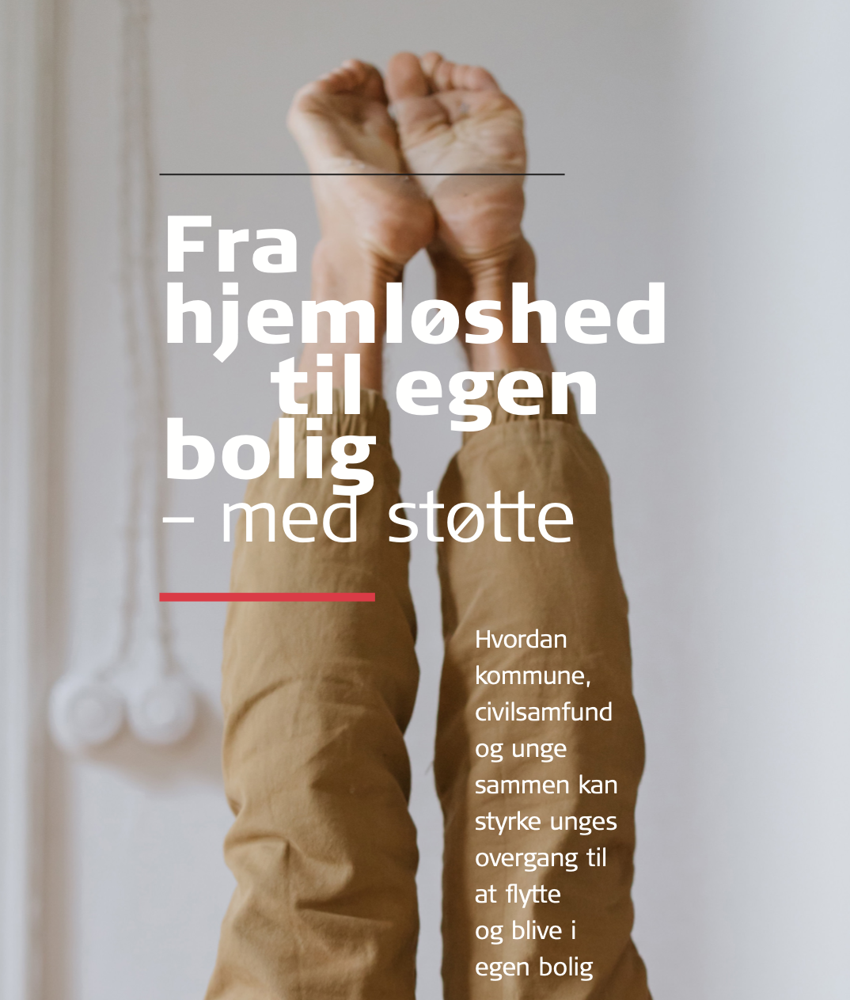 Fra
hjemløshed
til egen
bolig
– med støtte
Hvordan
kommune,
civilsamfund
og unge
sammen kan
styrke unges
overgang til
at flytte
og blive i
egen bolig